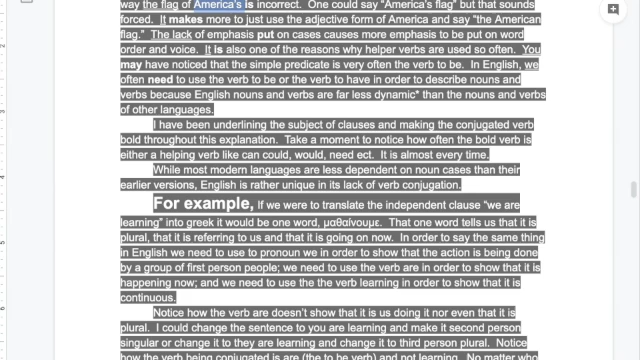 way the flag of America's is incorrect. One could say "America's flag" but that sounds
forced. It makes more to just use the adjective form of America and say "the American
flag." The lack of emphasis put on cases causes more emphasis to be put on word
order and voice. It is also one of the reasons why helper verbs are used so often. You
may have noticed that the simple predicate is very often the verb to be. In English, we
often need to use the verb to be or the verb to have in order to describe nouns and
verbs because English nouns and verbs are far less dynamic* than the nouns and verbs
of other languages.
I have been underlining the subject of clauses and making the conjugated verb
bold throughout this explanation. Take a moment to notice how often the bold verb is
either a helping verb like can could, would, need ect. It is almost every time.
While most modern languages are less dependent on noun cases than their
earlier versions, English is rather unique in its lack of verb conjugation.
For example, If we were to translate the independent clause "we are
learning" into greek it would be one word, μαθαίνουμε. That one word tells us that it is
plural, that it is referring to us and that it is going on now. In order to say the same thing
in English we need to use to pronoun we in order to show that the action is being done
by a group of first person people; we need to use the verb are in order to show that it is
happening now; and we need to use the the verb learning in order to show that it is
continuous.
Notice how the verb are doesn't show that it is us doing it nor even that it is
plural. I could change the sentence to you are learning and make it second person
singular or change it to they are learning and change it to third person plural. Notice
how the verb being conjugated is are (the to be verb) and not learning. No matter who
2
3
4
5
6